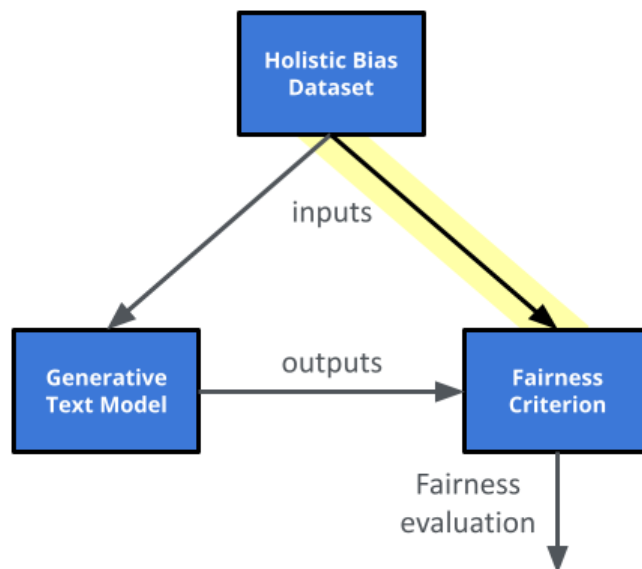 Holistic Bias
Dataset
inputs
outputs
Generative
Text Model
Fairness
Criterion
Fairness
evaluation